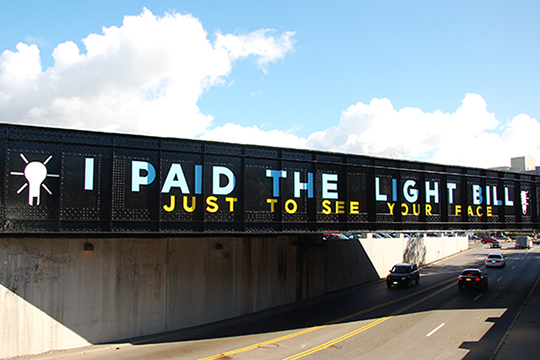 I PAID THE LIGHT BILL
JUST TO SEE YOUR FACE